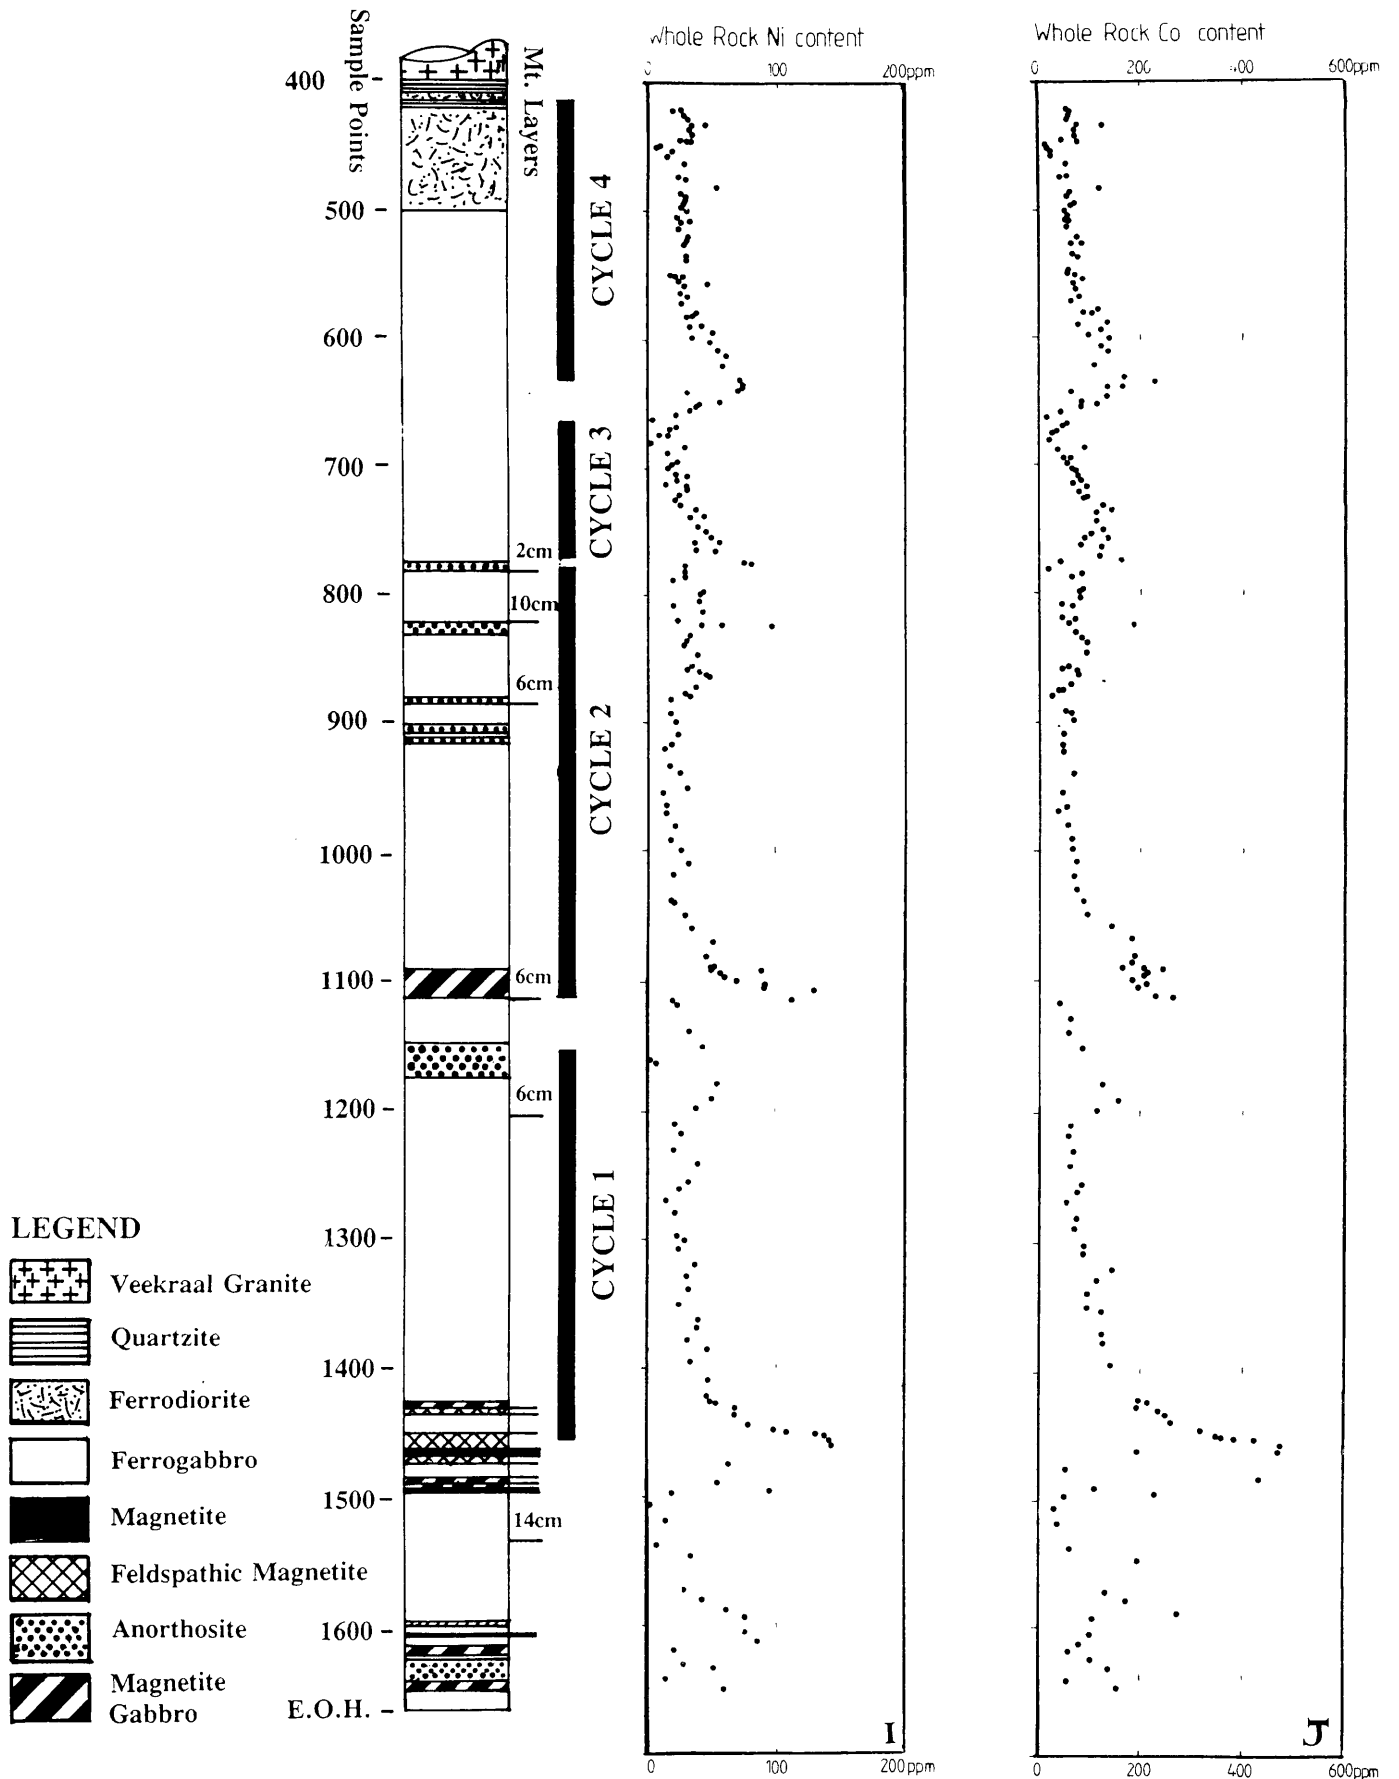 Sample Points
Mt. Layers
400
500
600
700
800
900
1000
1100
1200
1300
1400
1500
1600
E.O.H.
2cm
10cm
6cm
6cm
6cm
14cm
CYCLE 4
CYCLE 3
CYCLE 2
CYCLE 1
Whole Rock Ni content
0 100 200ppm
0 100 200ppm
I
Whole Rock Co content
0 200 400 600ppm
0 200 400 600ppm
J
LEGEND
Veekraal Granite
Quartzite
Ferrodiorite
Ferrogabbro
Magnetite
Feldspathic Magnetite
Anorthosite
Magnetite
Gabbro